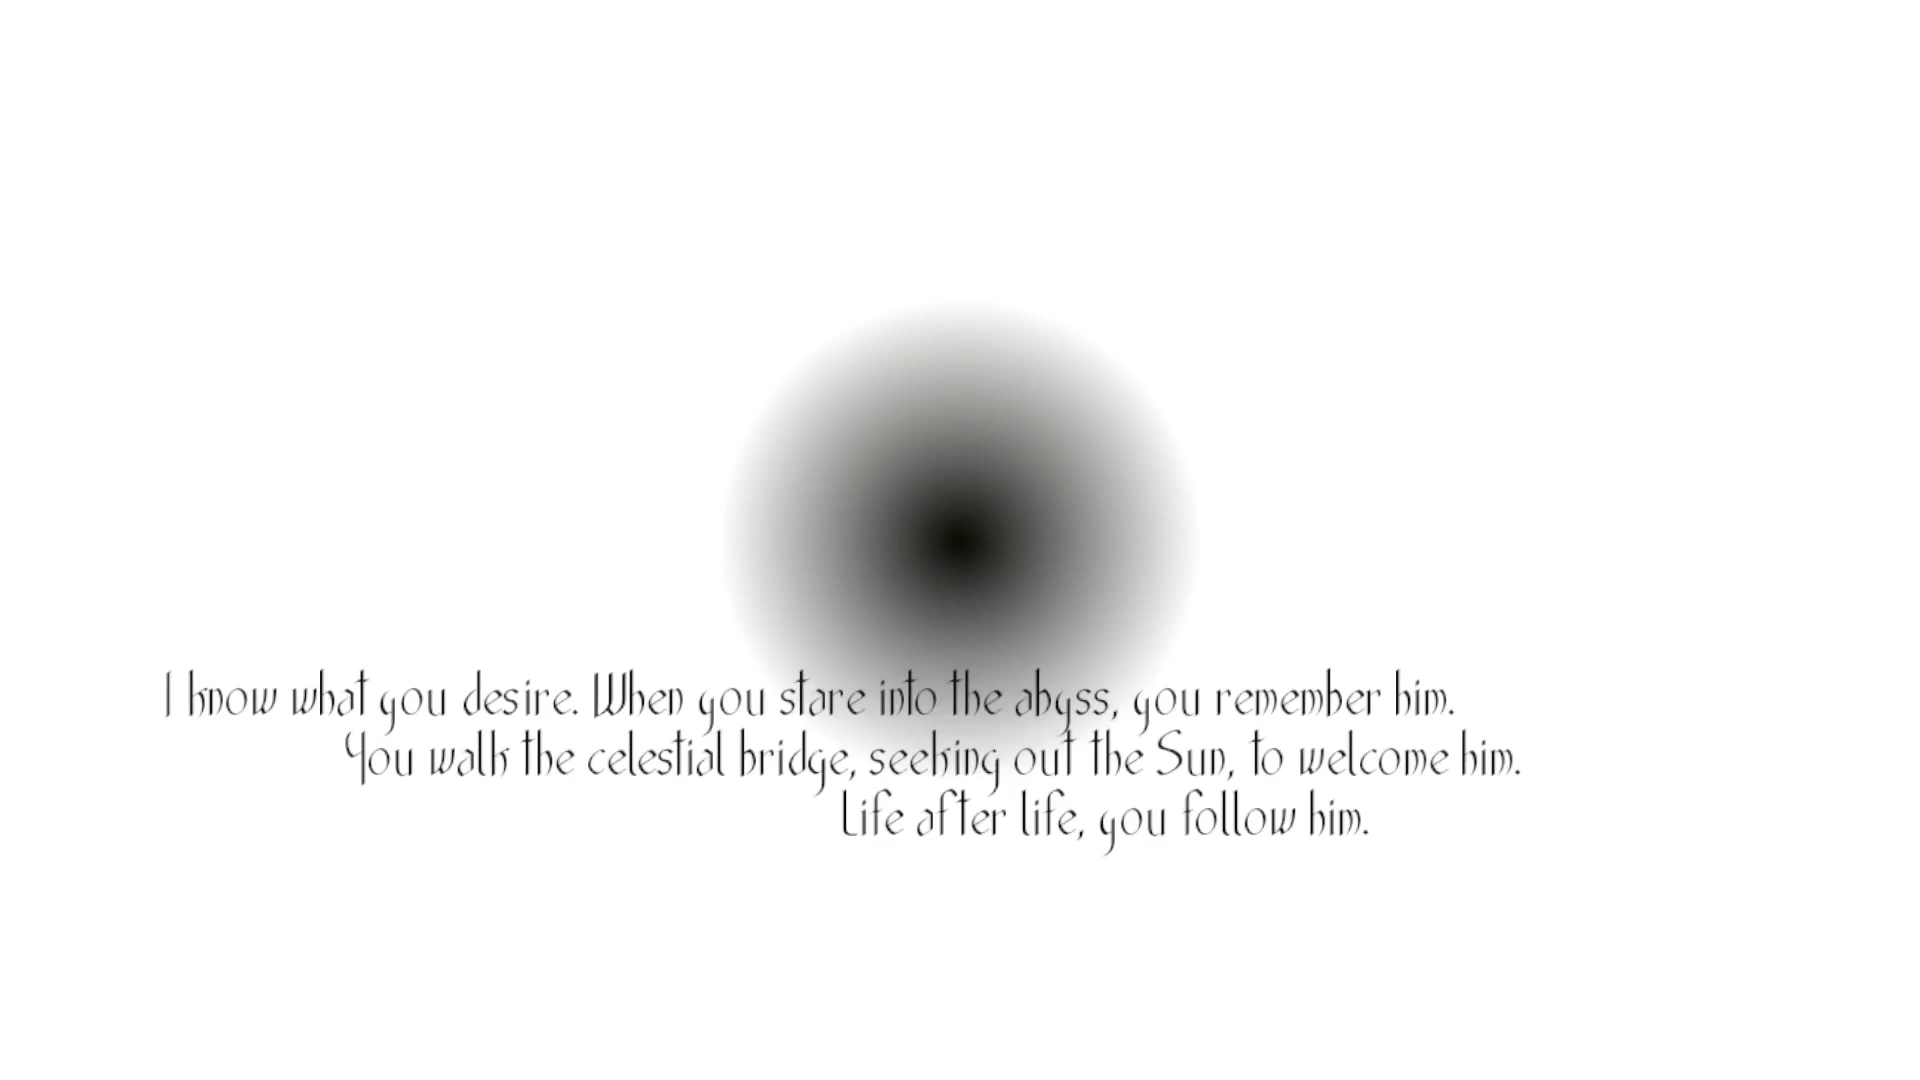 I know what you desire. When you stare into the abyss, you remember him.
You walk the celestial bridge, seeking out the Sun, to welcome him.
Life after life, you follow him.